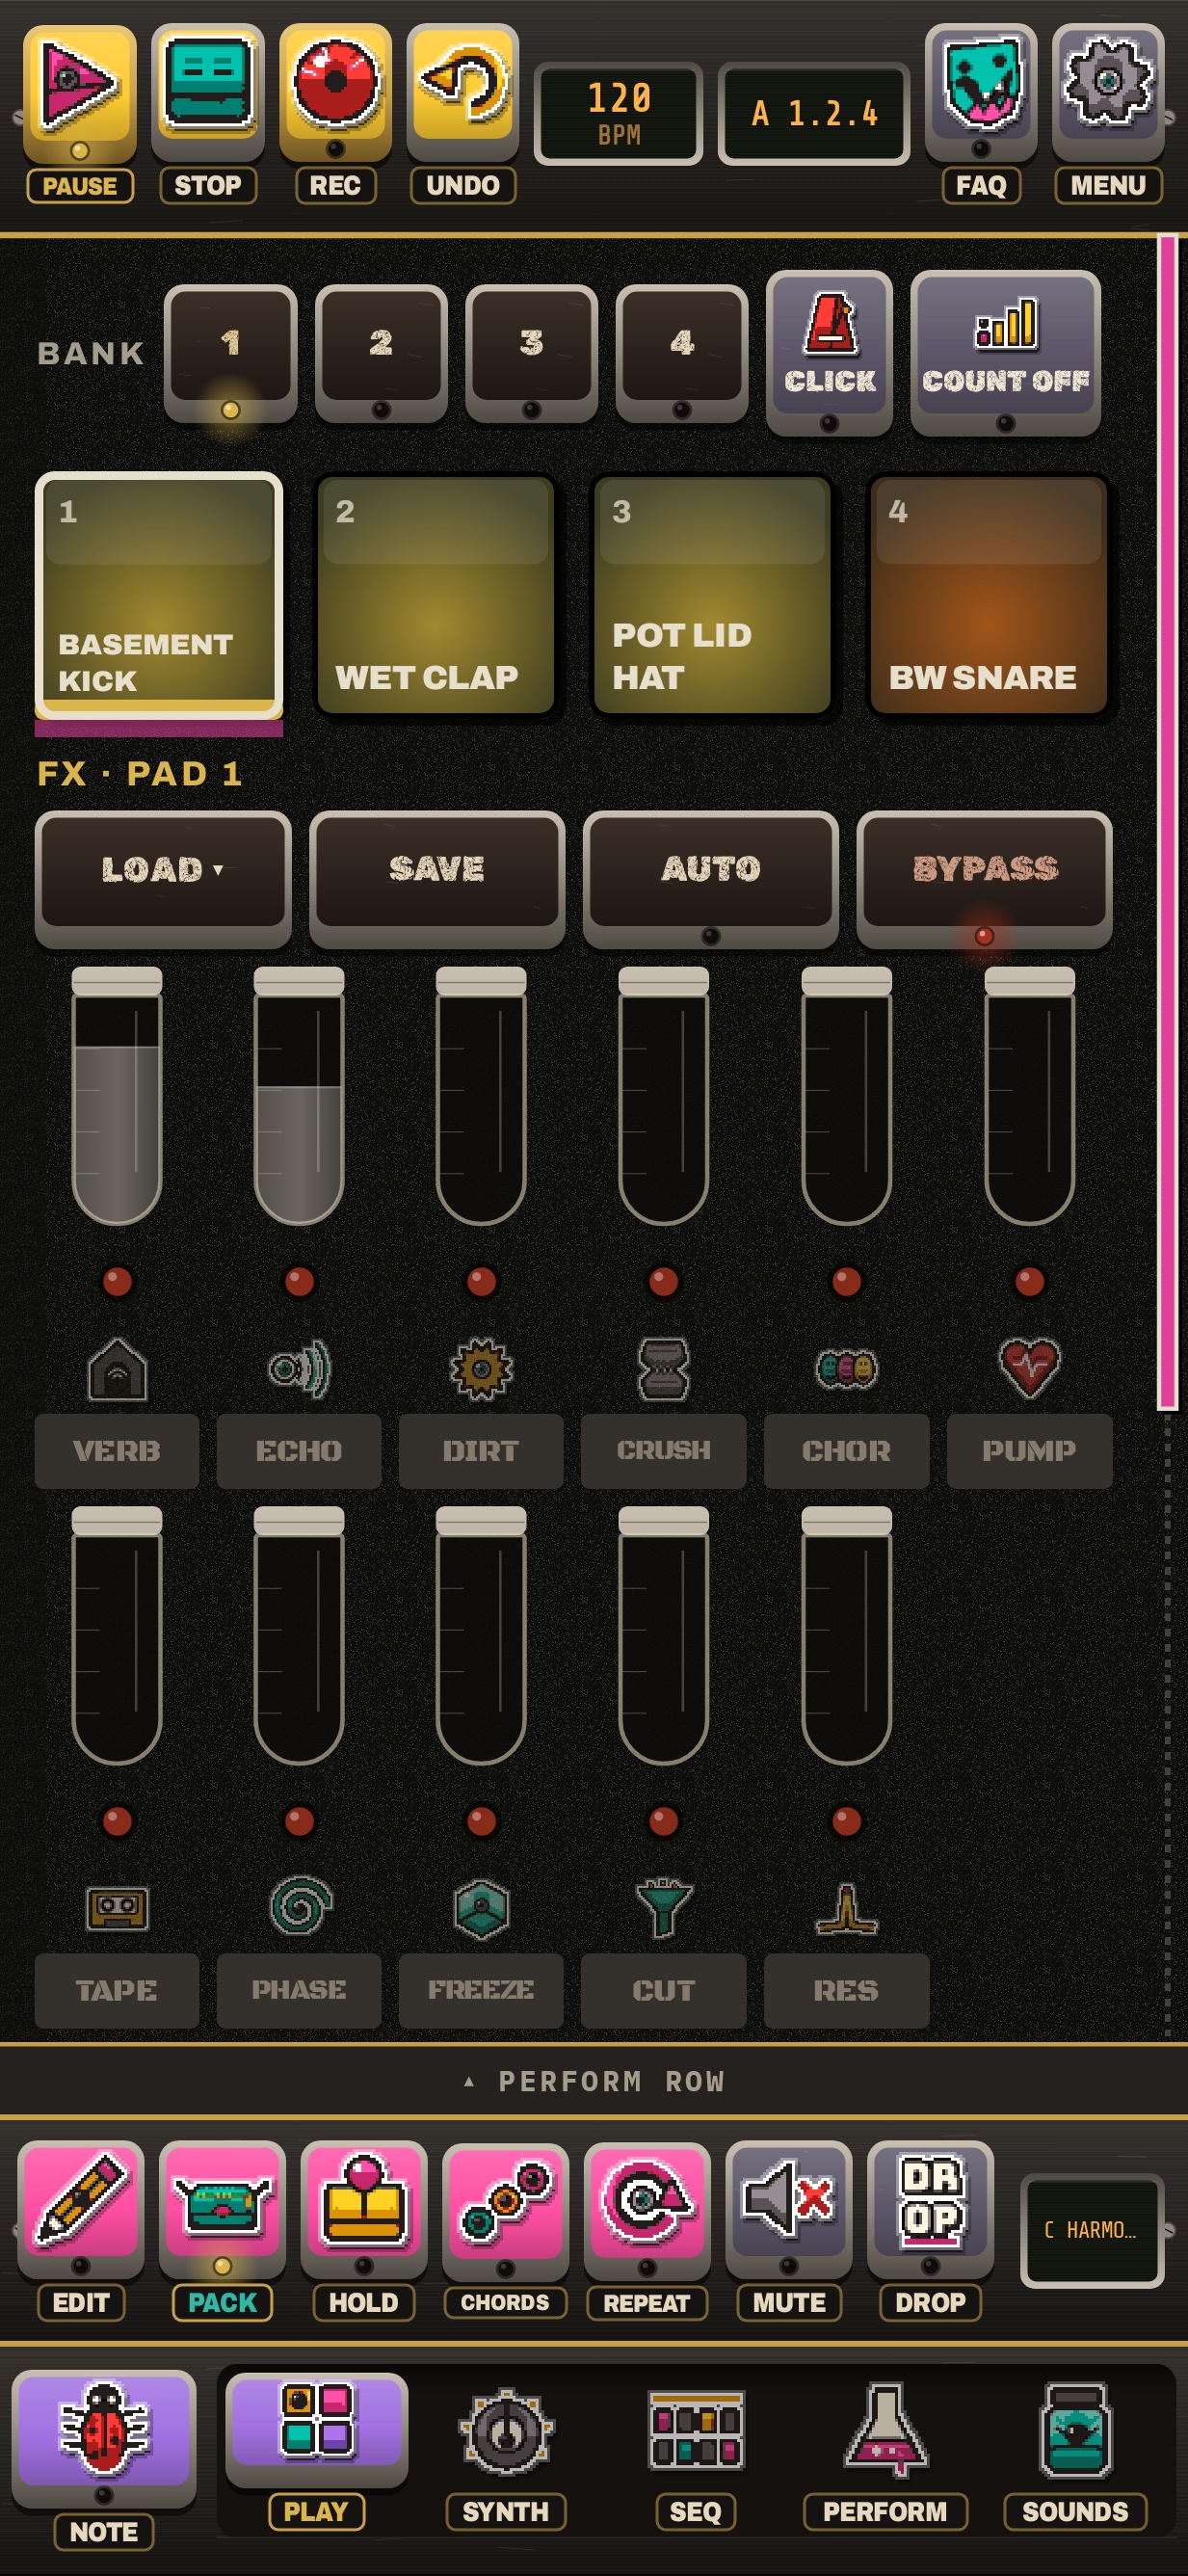 120
BPM
A 1.2.4
PAUSE
STOP
REC
UNDO
FAQ
MENU
BANK
1
2
3
4
CLICK
COUNT OFF
1
2
3
4
BASEMENT
KICK
WET CLAP
POT LID
HAT
BW SNARE
FX · PAD 1
LOAD ▾
SAVE
AUTO
BYPASS
VERB
ECHO
DIRT
CRUSH
CHOR
PUMP
TAPE
PHASE
FREEZE
CUT
RES
▴ PERFORM ROW
DR
OP
C HARMO…
EDIT
PACK
HOLD
CHORDS
REPEAT
MUTE
DROP
NOTE
PLAY
SYNTH
SEQ
PERFORM
SOUNDS